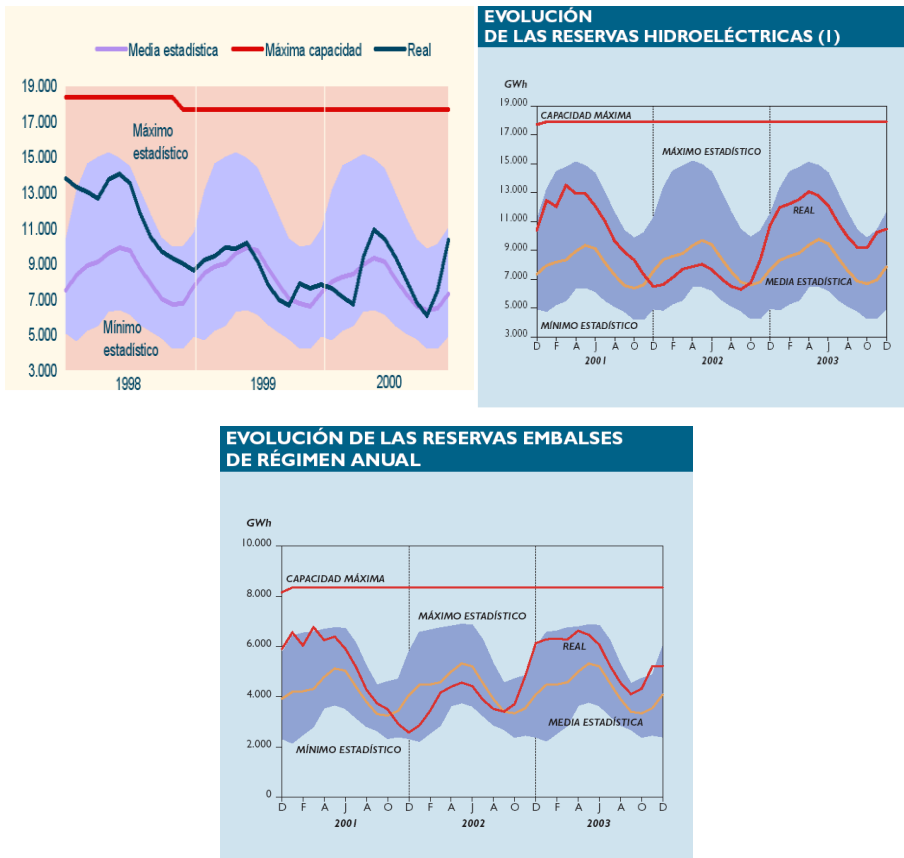 Media estadística Máxima capacidad Real
19.000
17.000
15.000
13.000
11.000
9.000
7.000
5.000
3.000
Máximo
estadístico
Mínimo
estadístico
1998 1999 2000
EVOLUCIÓN
DE LAS RESERVAS HIDROELÉCTRICAS (I)
GWh
19.000
17.000
15.000
13.000
11.000
9.000
7.000
5.000
3.000
CAPACIDAD MÁXIMA
MÁXIMO ESTADÍSTICO
REAL
MEDIA ESTADÍSTICA
MÍNIMO ESTADÍSTICO
D F A J A O D F A J A O D F A J A O D
2001 2002 2003
EVOLUCIÓN DE LAS RESERVAS EMBALSES
DE RÉGIMEN ANUAL
GWh
10.000
8.000
6.000
4.000
2.000
0
CAPACIDAD MÁXIMA
MÁXIMO ESTADÍSTICO
REAL
MEDIA ESTADÍSTICA
MÍNIMO ESTADÍSTICO
D F A J A O D F A J A O D F A J A O D
2001 2002 2003